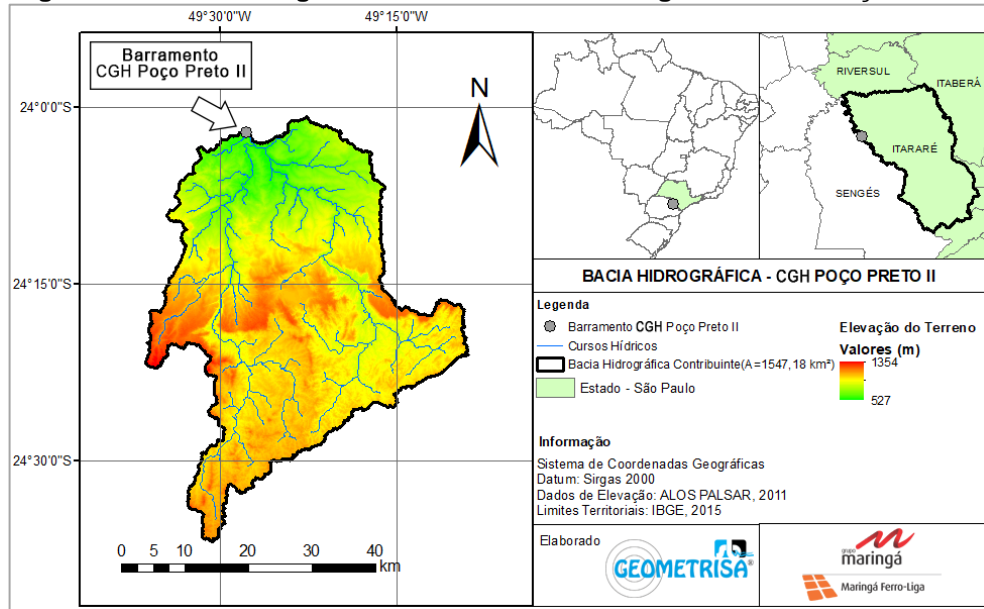 49°30'0"W
49°15'0"W
Barramento
CGH Poço Preto II
N
24°0'0"S
24°15'0"S
24°30'0"S
0 5 10 20 30 40
km
RIVERSUL
ITABERÀ
ITARARÉ
SENGÉS
BACIA HIDROGRÁFICA - CGH POÇO PRETO II
Legenda
Barramento CGH Poço Preto II
Cursos Hídricos
Bacia Hidrográfica Contribuinte(A=1547,18 km²)
Estado - São Paulo
Elevação do Terreno
Valores (m)
1354
527
Informação
Sistema de Coordenadas Geográficas
Datum: Sirgas 2000
Dados de Elevação: ALOS PALSAR, 2011
Limites Territoriais: IBGE, 2015
Elaborado
GEOMETRISA®
grupo
maringá
Maringá Ferro-Liga